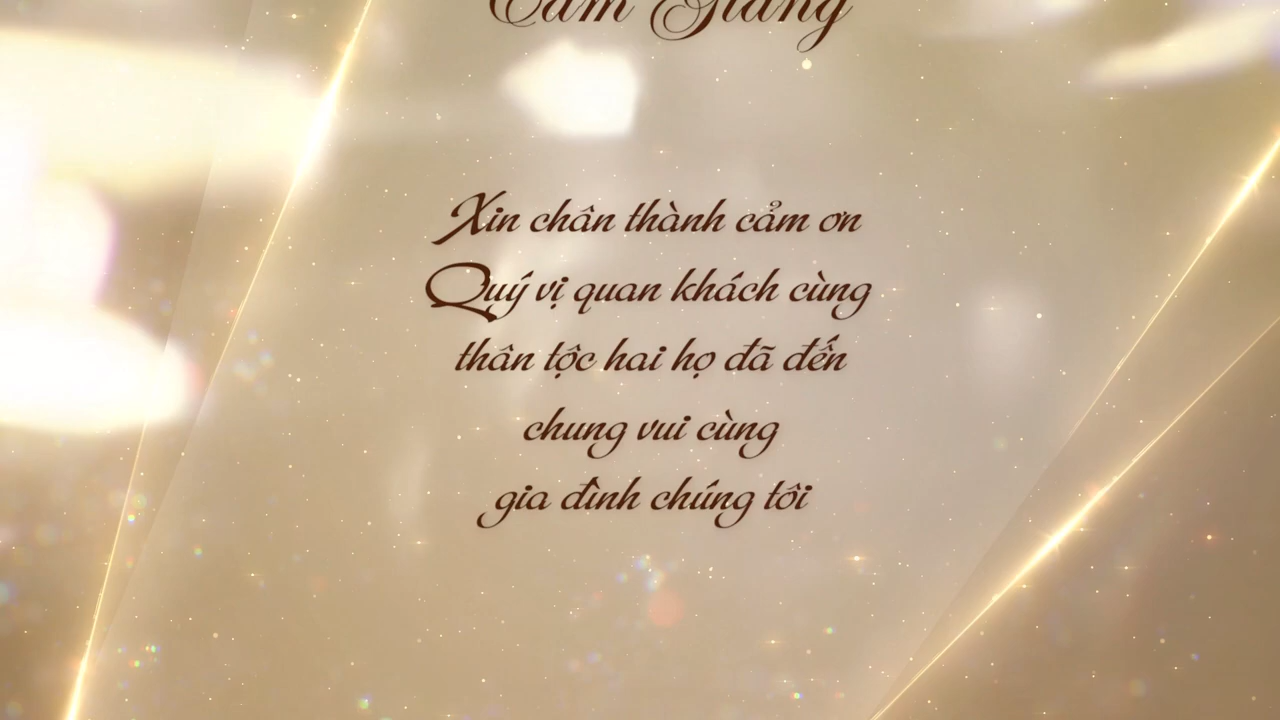 Xin chân thành cảm ơn
Quý vị quan khách cùng
thân tộc hai họ đã đến
chung vui cùng
gia đình chúng tôi